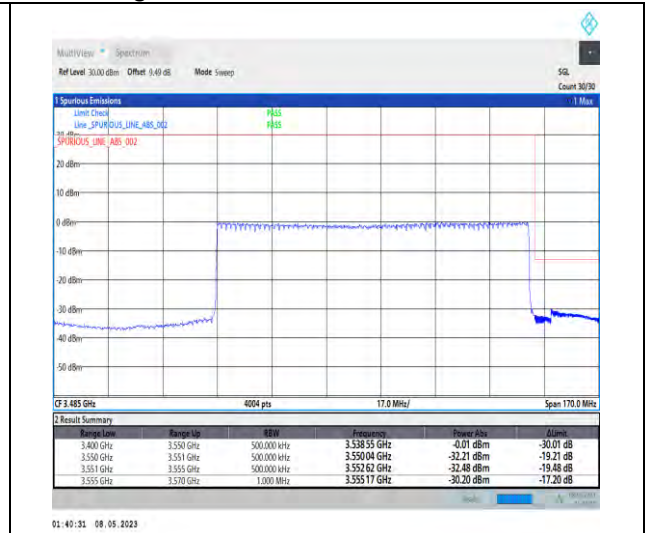 MultiView Spectrum
Ref Level 30.00 dBm Offset 9.49 dB Mode Sweep SGL
Count 30/30
1 Spurious Emissions 1 Max
Limit Check PASS
Line _SPURIOUS_LINE_ABS_002 PASS
_SPURIOUS_LINE_ABS_002
20 dBm
10 dBm
0 dBm
-10 dBm
-20 dBm
-30 dBm
-40 dBm
-50 dBm
CF 3.485 GHz 4004 pts 17.0 MHz/ Span 170.0 MHz
2 Result Summary
Range Low Range Up RBW Frequency Power Abs ΔLimit
3.400 GHz 3.550 GHz 500.000 kHz 3.538 55 GHz -0.01 dBm -30.01 dB
3.550 GHz 3.551 GHz 500.000 kHz 3.550 04 GHz -32.21 dBm -19.21 dB
3.551 GHz 3.555 GHz 500.000 kHz 3.552 62 GHz -32.48 dBm -19.48 dB
3.555 GHz 3.570 GHz 1.000 MHz 3.555 17 GHz -30.20 dBm -17.20 dB
01:40:31 08.05.2023